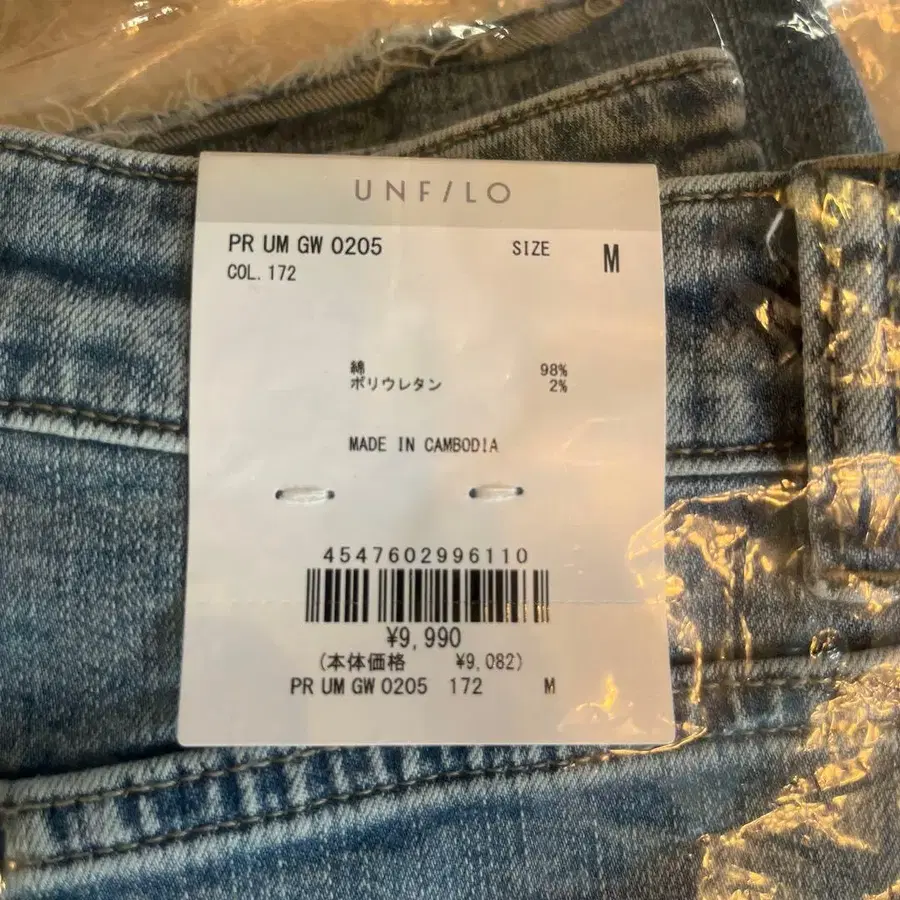 UNF/LO
PR UM GW 0205 SIZE M
COL. 172
綿 98%
ポリウレタン 2%
MADE IN CAMBODIA
4547602996110
¥9,990
(本体価格 ¥9,082)
PR UM GW 0205 172 M